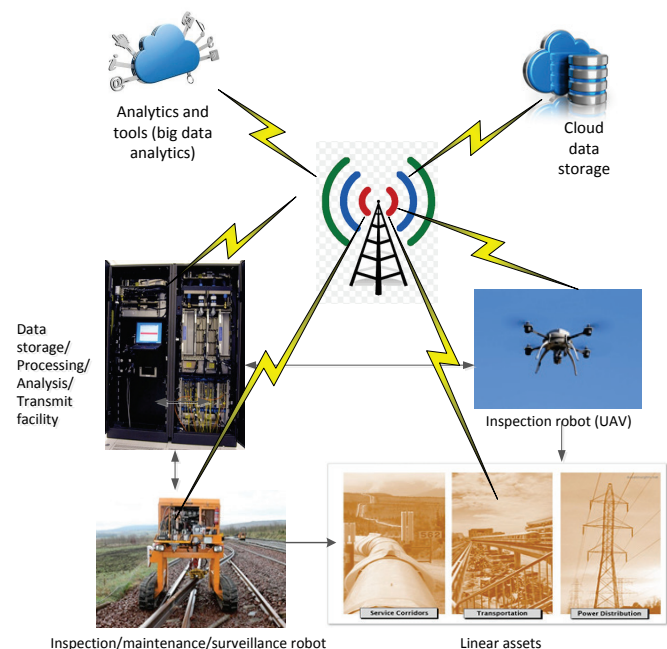 Analytics and
tools (big data
analytics)
Cloud
data
storage
Data
storage/
Processing/
Analysis/
Transmit
facility
Inspection robot (UAV)
Service Corridors
Transportation
Power Distribution
Inspection/maintenance/surveillance robot
Linear assets